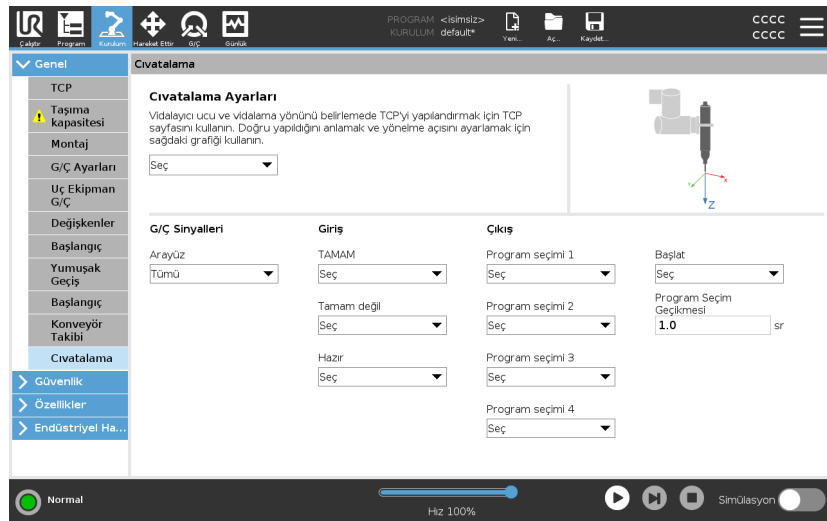 PROGRAM <isimsiz>
KURULUM default*
Çalıştır
Program
Kurulum
Hareket Ettir
G/Ç
Günlük
Yeni...
Aç...
Kaydet...
cccc
cccc
Genel
TCP
Taşıma
kapasitesi
Montaj
G/Ç Ayarları
Uç Ekipman
G/Ç
Değişkenler
Başlangıç
Yumuşak
Geçiş
Başlangıç
Konveyör
Takibi
Cıvatalama
Güvenlik
Özellikler
Endüstriyel Ha...
Cıvatalama
Cıvatalama Ayarları
Vidalayıcı ucu ve vidalama yönünü belirlemede TCP'yi yapılandırmak için TCP
sayfasını kullanın. Doğru yapıldığını anlamak ve yönelme açısını ayarlamak için
sağdaki grafiği kullanın.
Seç
Y
X
Z
G/Ç Sinyalleri
Arayüz
Tümü
Giriş
TAMAM
Seç
Tamam değil
Seç
Hazır
Seç
Çıkış
Program seçimi 1
Seç
Program seçimi 2
Seç
Program seçimi 3
Seç
Program seçimi 4
Seç
Başlat
Seç
Program Seçim
Gecikmesi
1.0 sr
Normal
Hız 100%
Simülasyon